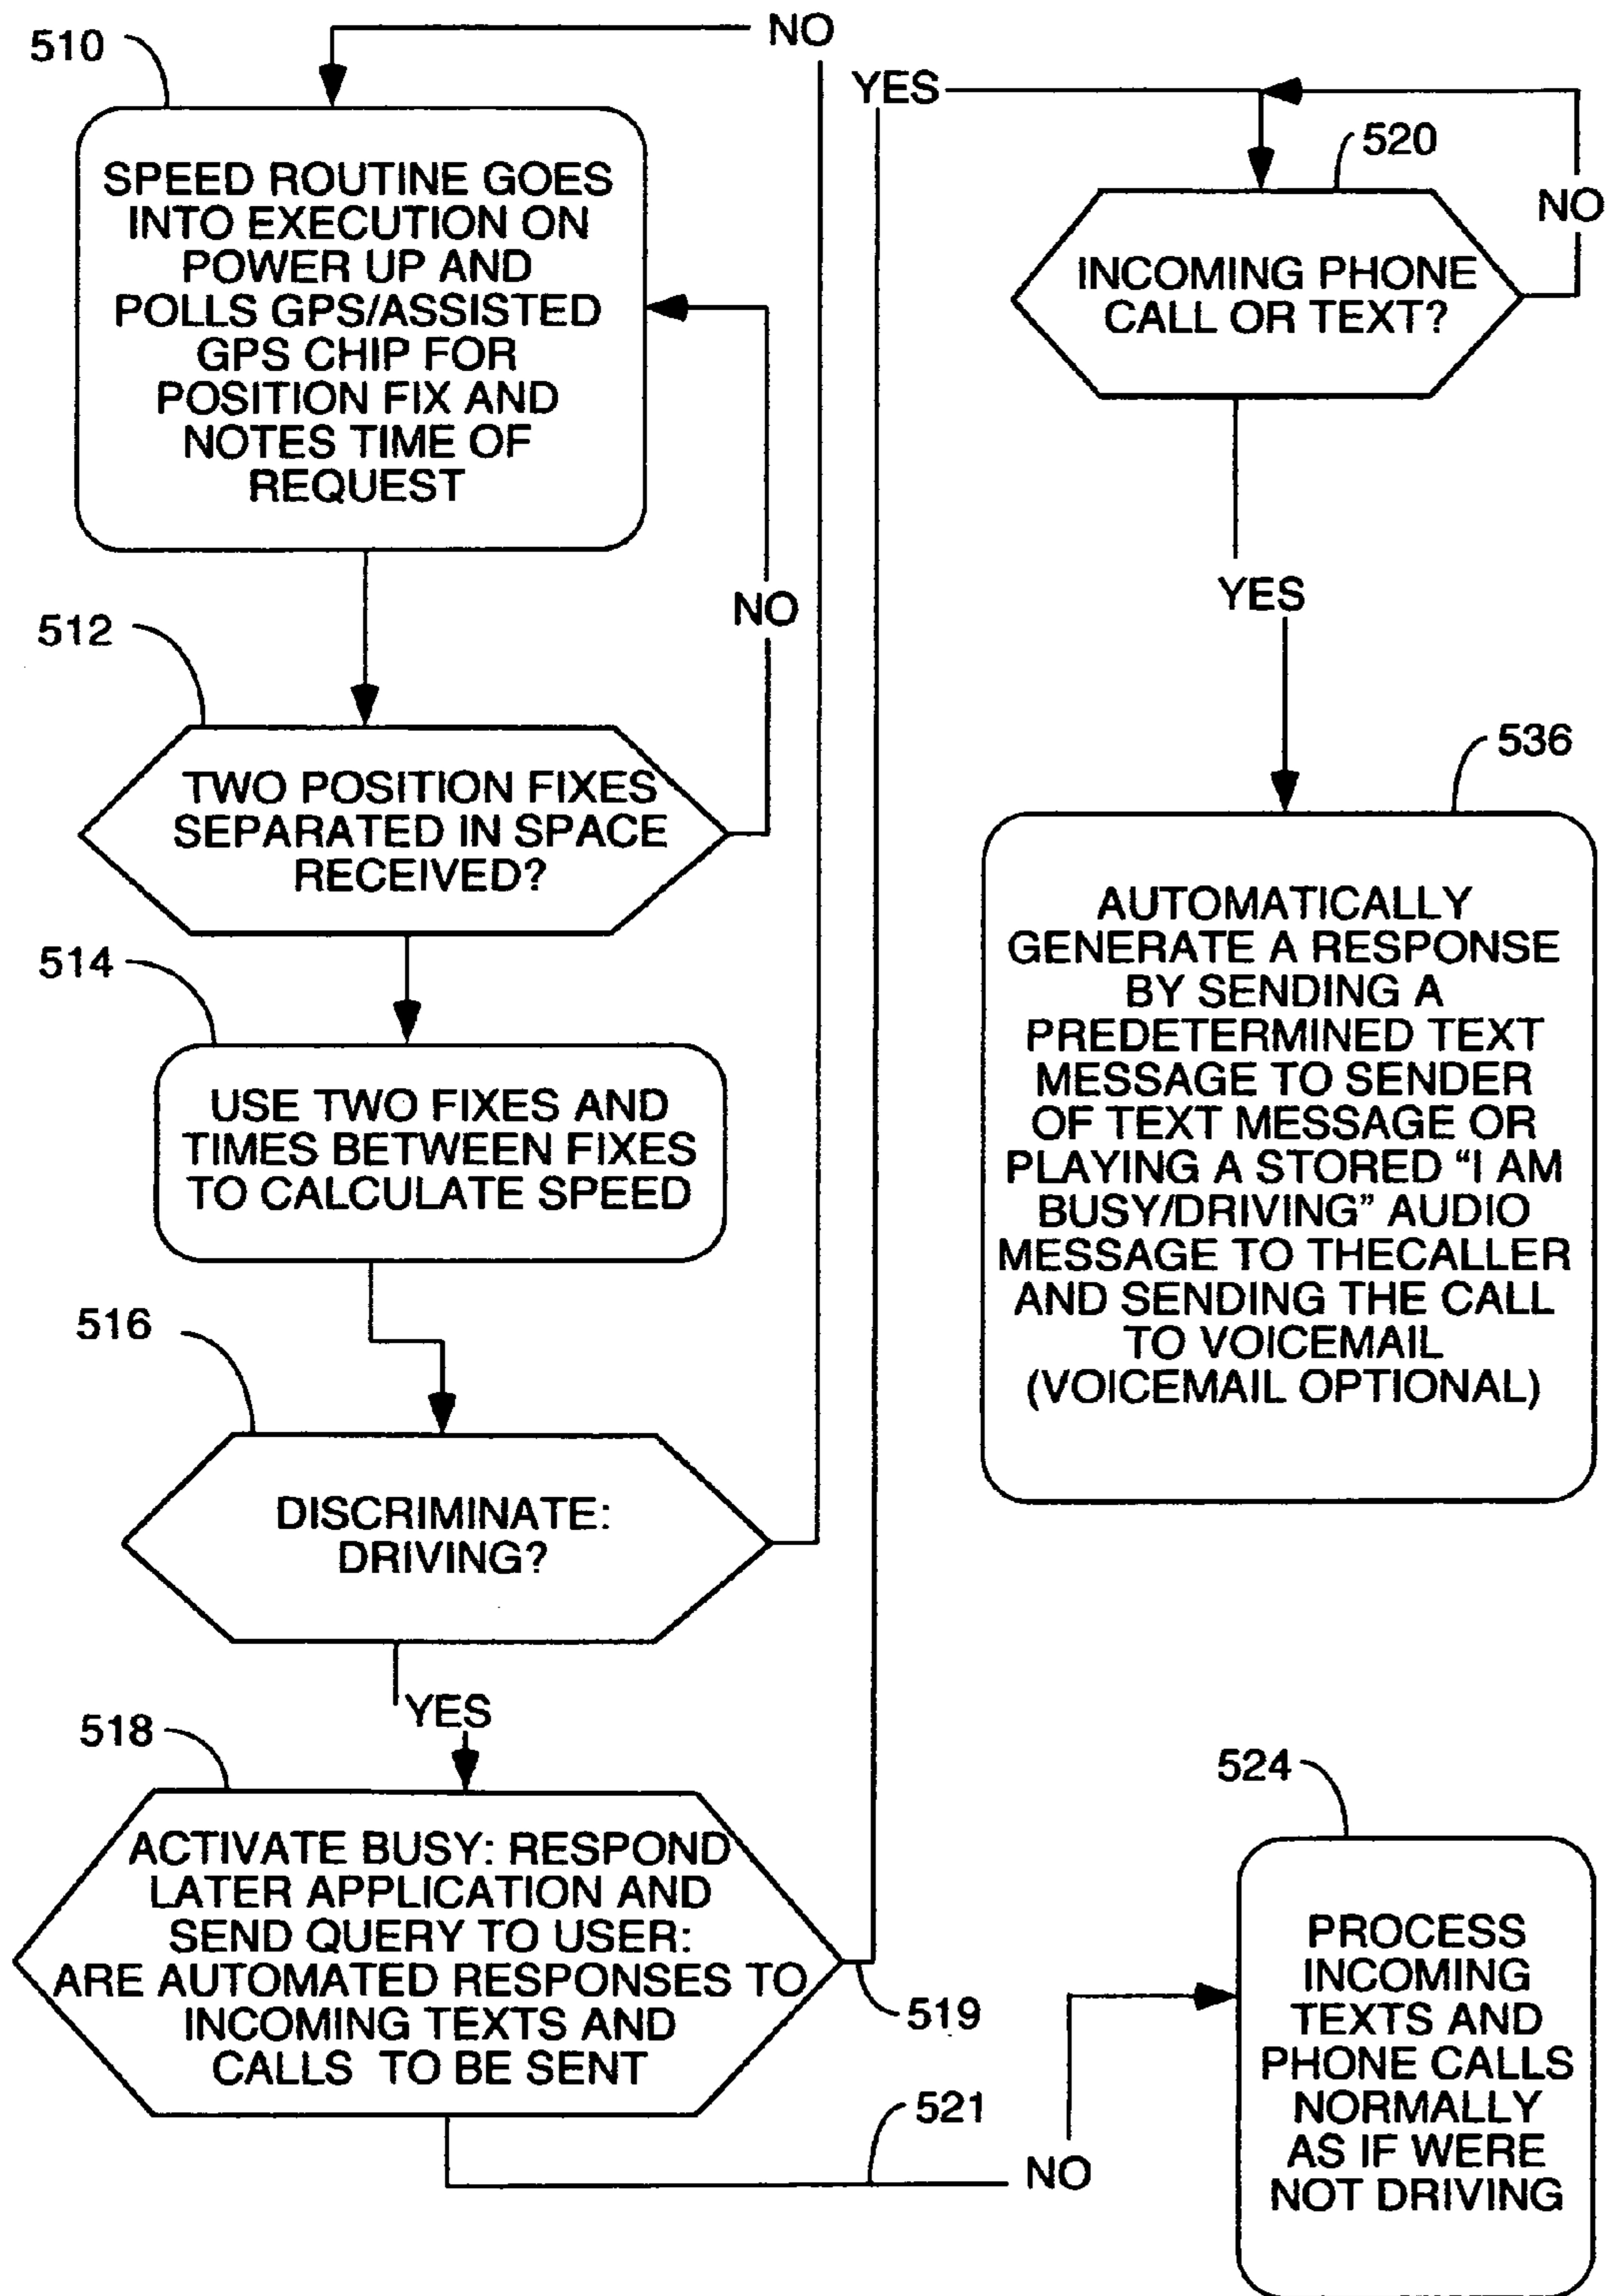 510
NO
SPEED ROUTINE GOES
INTO EXECUTION ON
POWER UP AND
POLLS GPS/ASSISTED
GPS CHIP FOR
POSITION FIX AND
NOTES TIME OF
REQUEST
NO
512
TWO POSITION FIXES
SEPARATED IN SPACE
RECEIVED?
514
USE TWO FIXES AND
TIMES BETWEEN FIXES
TO CALCULATE SPEED
516
DISCRIMINATE:
DRIVING?
YES
518
ACTIVATE BUSY: RESPOND
LATER APPLICATION AND
SEND QUERY TO USER:
ARE AUTOMATED RESPONSES TO
INCOMING TEXTS AND
CALLS TO BE SENT
519
521
NO
YES
520
NO
INCOMING PHONE
CALL OR TEXT?
YES
536
AUTOMATICALLY
GENERATE A RESPONSE
BY SENDING A
PREDETERMINED TEXT
MESSAGE TO SENDER
OF TEXT MESSAGE OR
PLAYING A STORED “I AM
BUSY/DRIVING” AUDIO
MESSAGE TO THECALLER
AND SENDING THE CALL
TO VOICEMAIL
(VOICEMAIL OPTIONAL)
524
PROCESS
INCOMING
TEXTS AND
PHONE CALLS
NORMALLY
AS IF WERE
NOT DRIVING